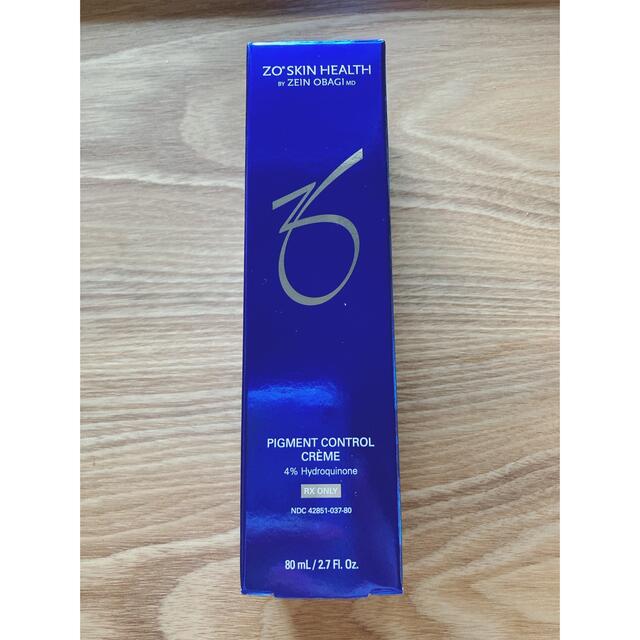 ZO® SKIN HEALTH
BY ZEIN OBAGI MD
PIGMENT CONTROL
CRÈME
4% Hydroquinone
RX ONLY
NDC 42851-037-80
80 mL / 2.7 Fl. Oz.